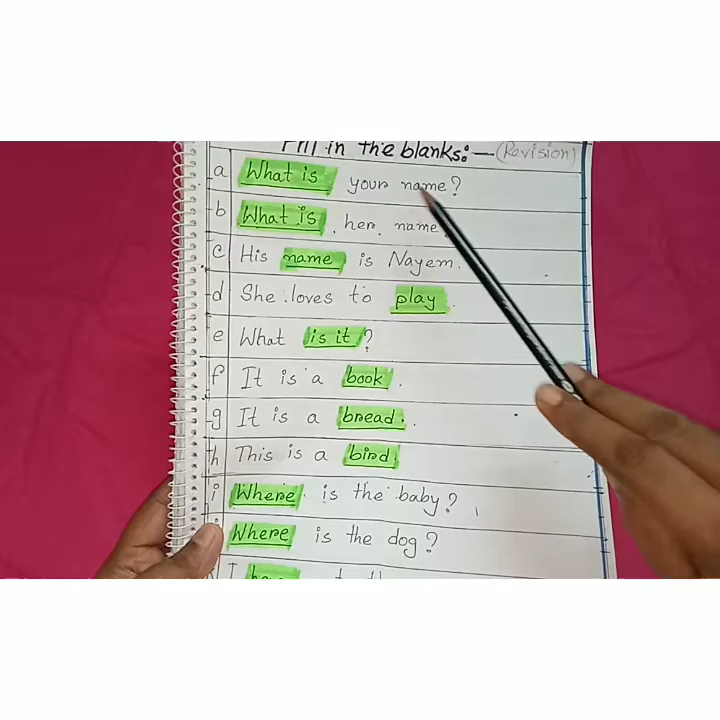 Fill in the blanks:— (Revision)
a What is your name?
b What is her name
c His name is Nayem.
d She loves to play.
e What is it?
f It is a book.
g It is a bread.
h This is a bird.
i Where is the baby?
Where is the dog?
I